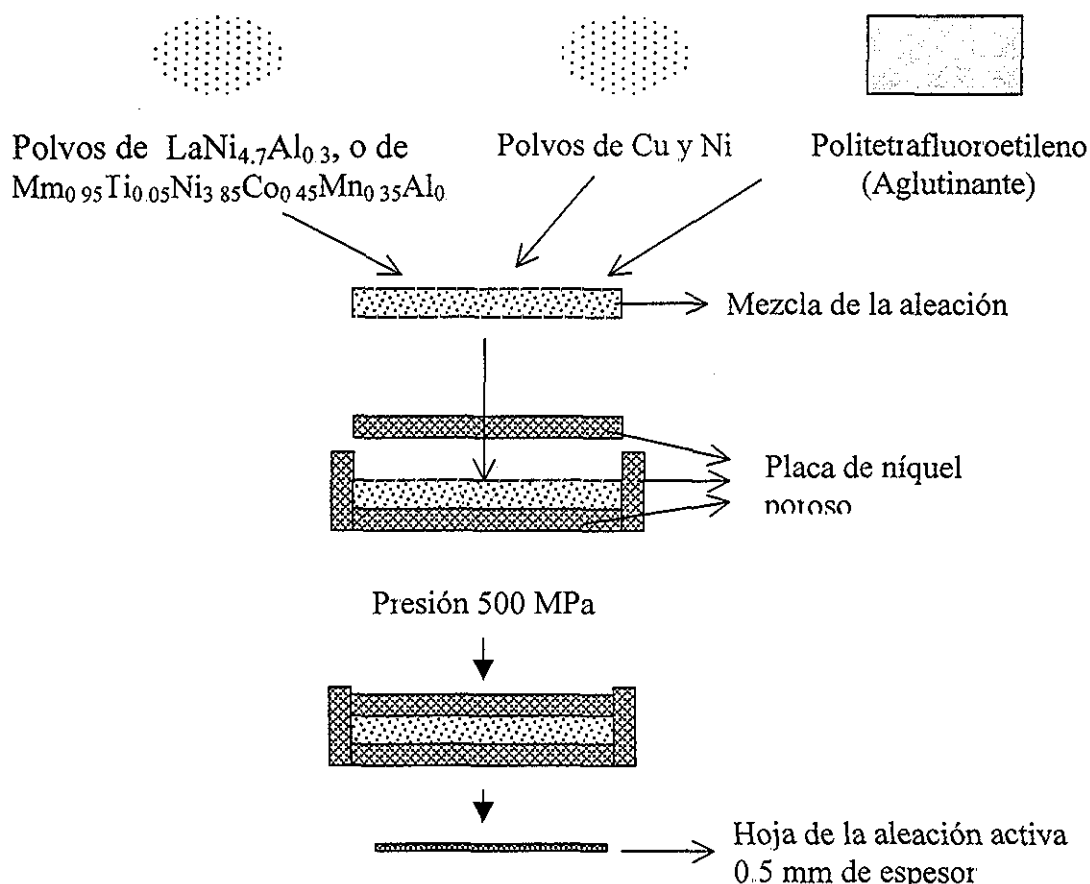 Polvos de LaNi4.7Al0.3, o de
Mm0 95Ti0.05Ni3 85Co0 45Mn0 35Al0
Polvos de Cu y Ni
Politetrafluoroetileno
(Aglutinante)
Mezcla de la aleación
Placa de níquel
poroso
Presión 500 MPa
Hoja de la aleación activa
0.5 mm de espesor